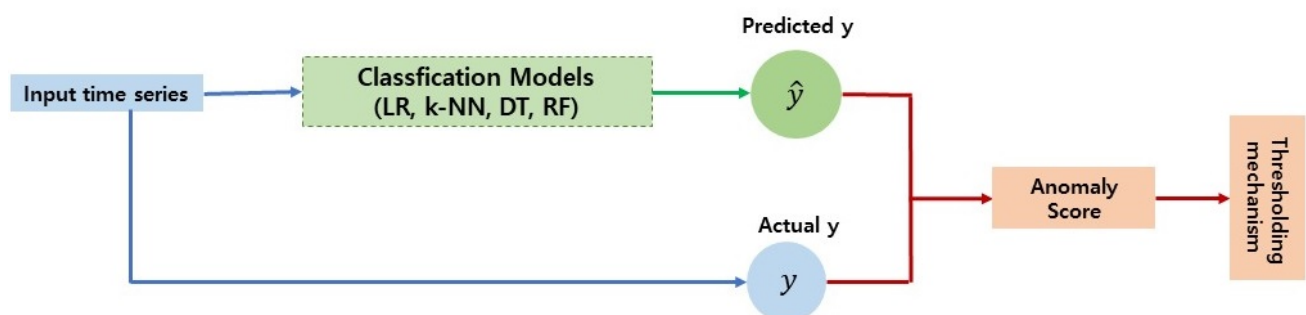 Predicted y
Input time series
Classfication Models
(LR, k-NN, DT, RF)
ŷ
Actual y
y
Anomaly
Score
Thresholding
mechanism